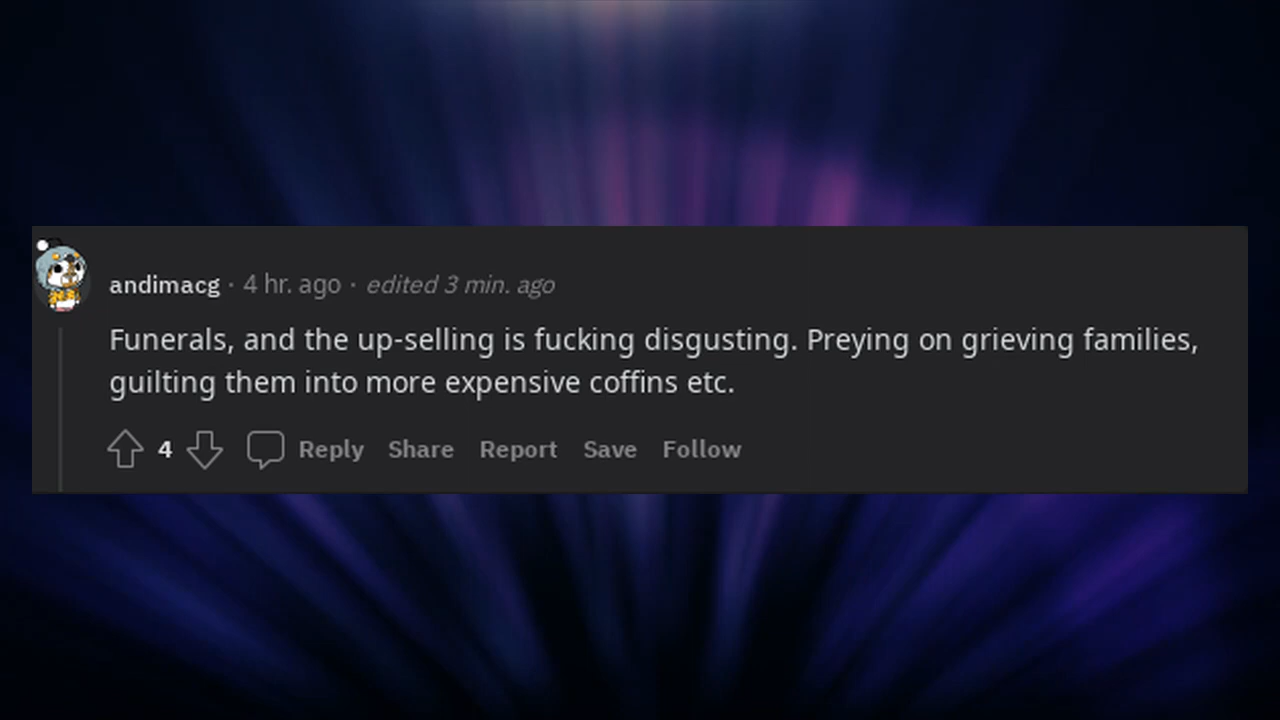 andimacg · 4 hr. ago · edited 3 min. ago
Funerals, and the up-selling is fucking disgusting. Preying on grieving families,
guilting them into more expensive coffins etc.
4 Reply Share Report Save Follow